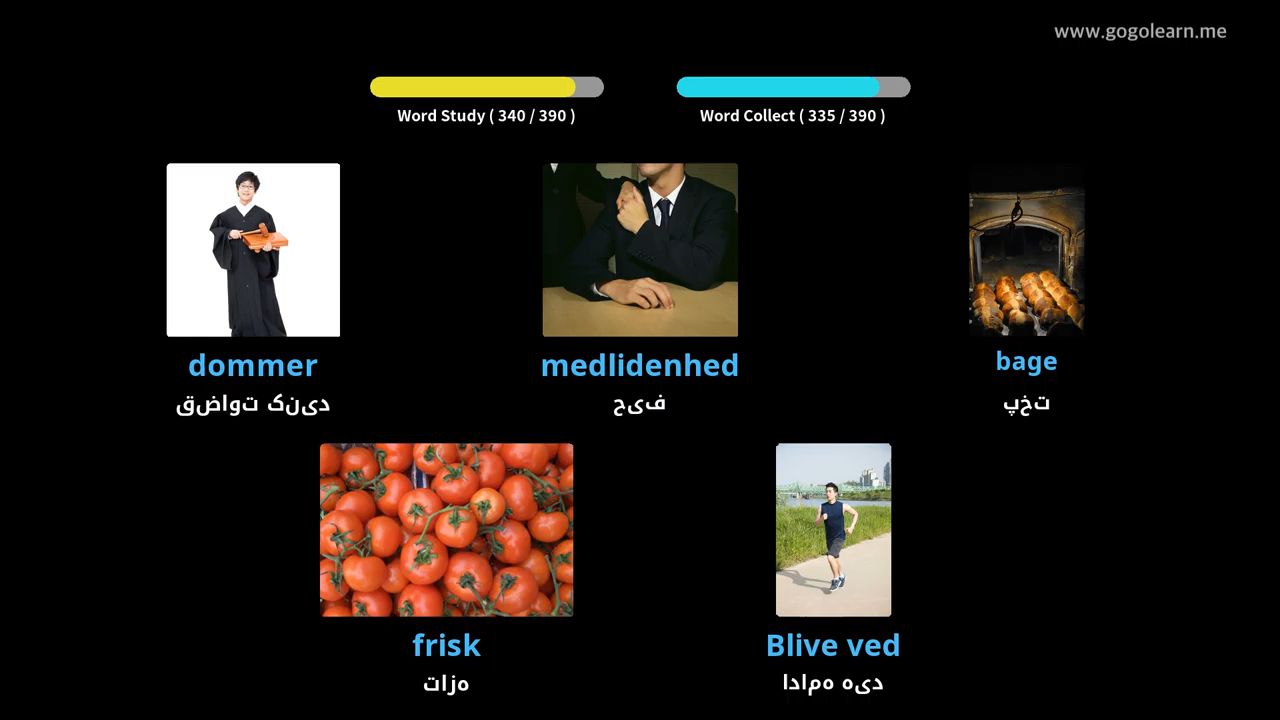 www.gogolearn.me
Word Study ( 340 / 390 )
Word Collect ( 335 / 390 )
dommer
medlidenhed
bage
دینک تواضق
فیح
تخپ
frisk
Blive ved
هزات
دیه همادا